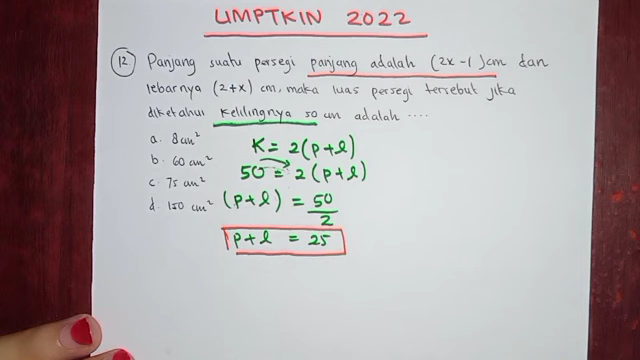 UMPTKIN 2022
12 Panjang suatu persegi panjang adalah (2x-1)cm dan
lebarnya (2+x) cm, maka luas persegi tersebut jika
diketahui kelilingnya 50 cm adalah ....
a. 8 cm²
b. 60 cm²
c. 75 cm²
d. 150 cm²
K = 2(p+l)
50 = 2 (p+l)
(p+l) = 50/2
p+l = 25